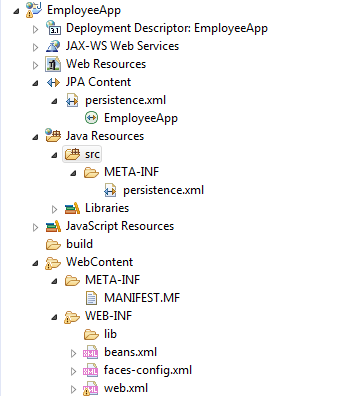 EmployeeApp
Deployment Descriptor: EmployeeApp
JAX-WS Web Services
Web Resources
JPA Content
persistence.xml
EmployeeApp
Java Resources
src
META-INF
persistence.xml
Libraries
JavaScript Resources
build
WebContent
META-INF
MANIFEST.MF
WEB-INF
lib
beans.xml
faces-config.xml
web.xml